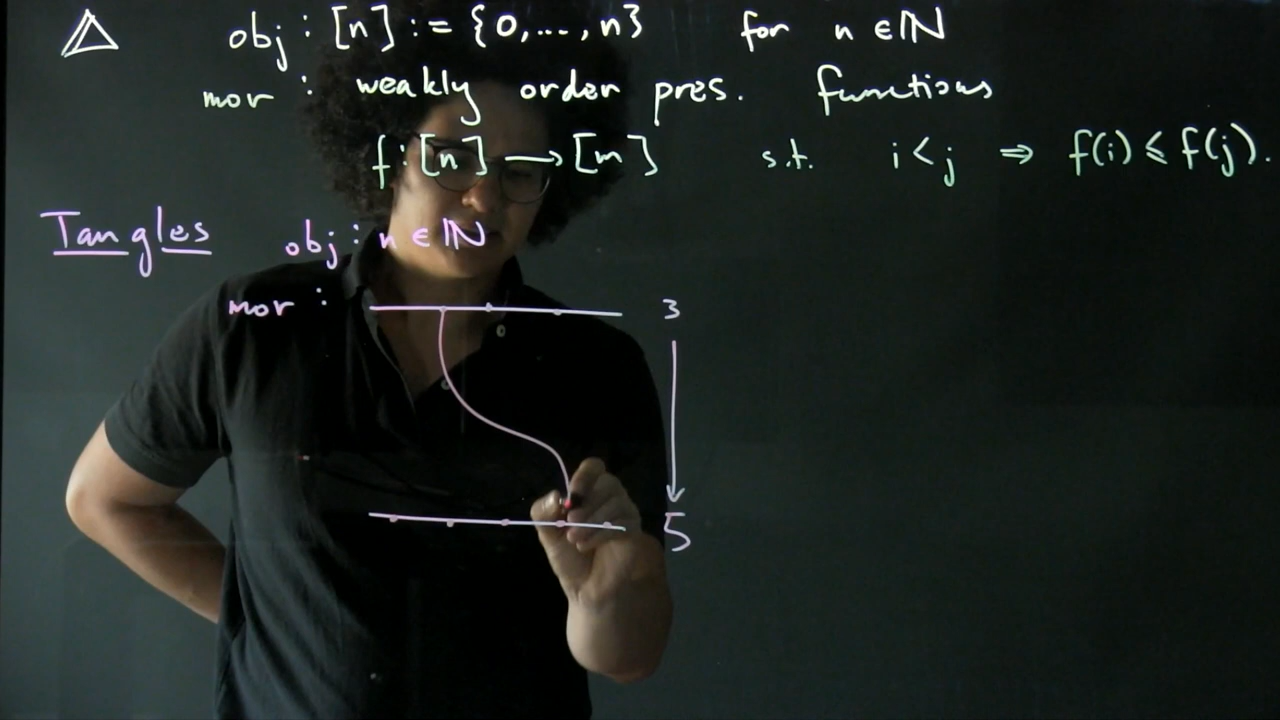 Δ obj : [n] := {0,...,n} for n ∈ ℕ
mor : weakly order pres. functions
f : [n] → [m] s.t. i < j ⇒ f(i) ≤ f(j).
Tangles obj : n ∈ ℕ
mor : 3
5